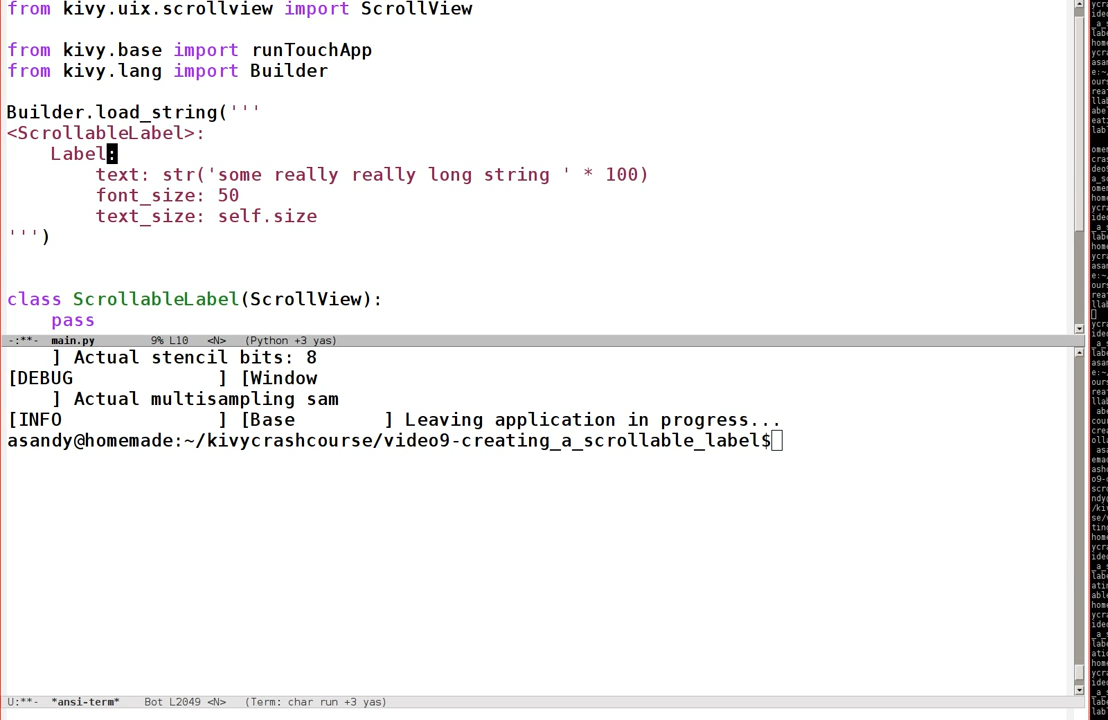 from kivy.uix.scrollview import ScrollView
from kivy.base import runTouchApp
from kivy.lang import Builder
Builder.load_string('''
<ScrollableLabel>:
    Label:
        text: str('some really really long string ' * 100)
        font_size: 50
        text_size: self.size
''')
class ScrollableLabel(ScrollView):
    pass
-:**-  main.py        9% L10   <N>   (Python +3 yas)
    ] Actual stencil bits: 8
[DEBUG             ] [Window
    ] Actual multisampling sam
[INFO              ] [Base        ] Leaving application in progress...
asandy@homemade:~/kivycrashcourse/video9-creating_a_scrollable_label$
U:**-  *ansi-term*    Bot L2049 <N>   (Term: char run +3 yas)